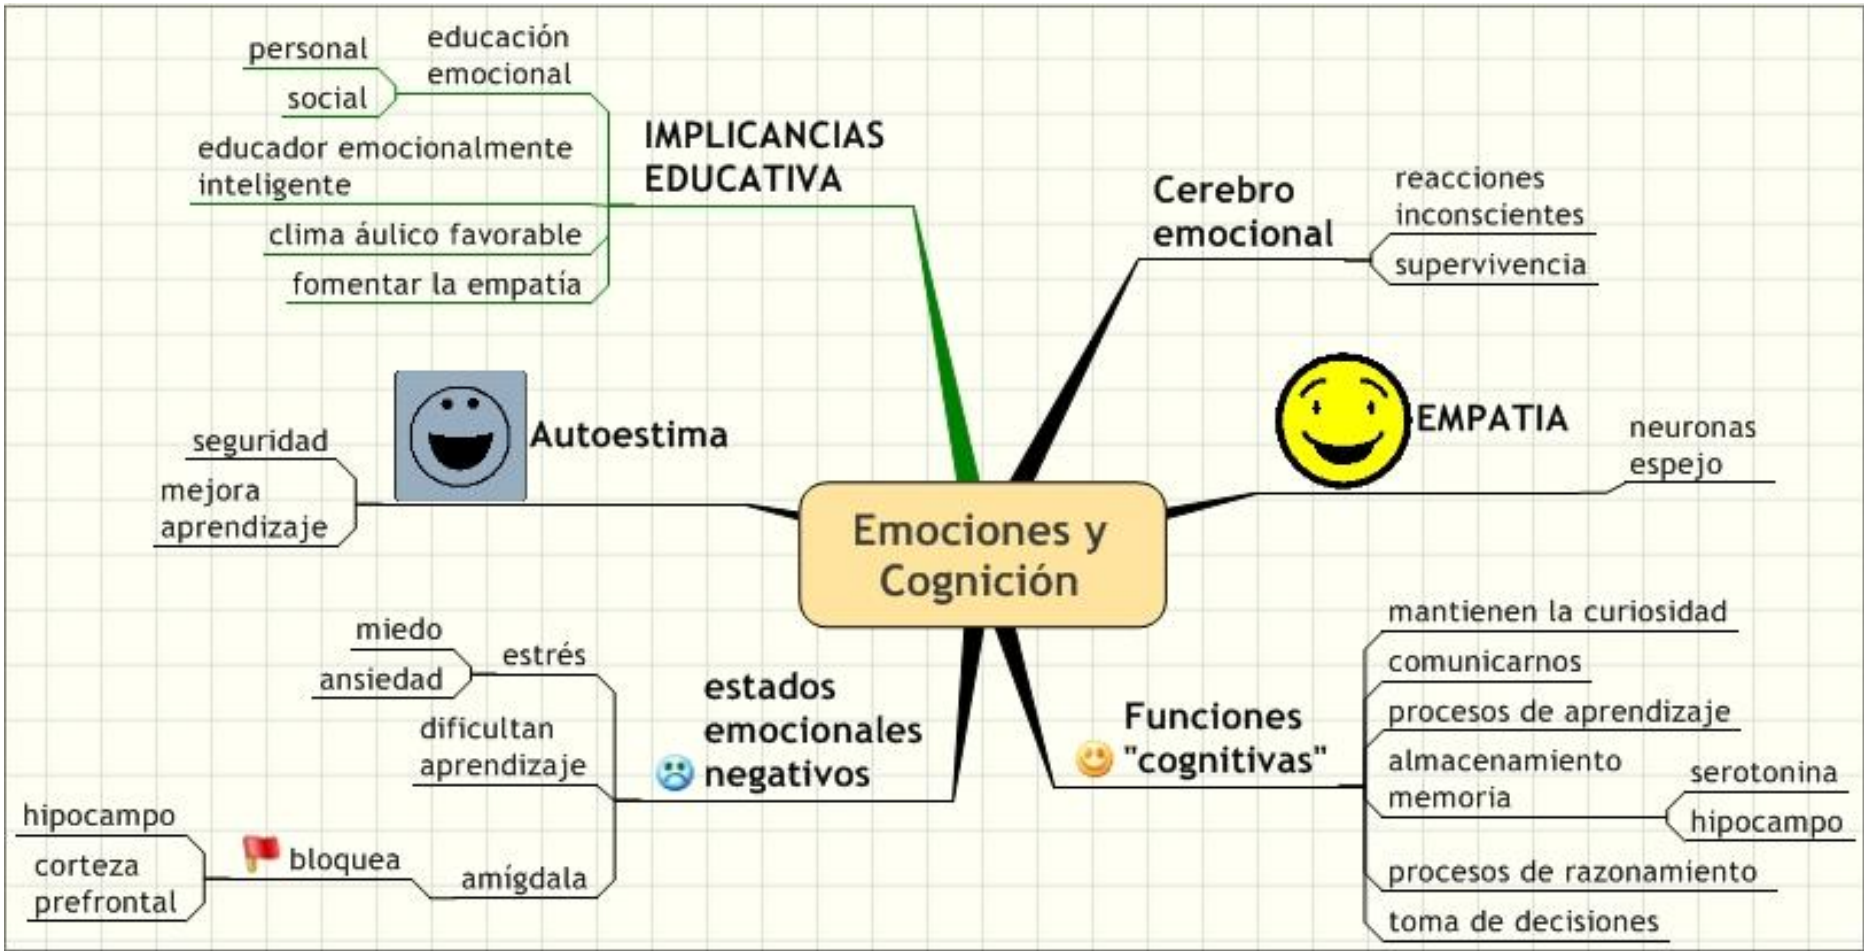 personal
social
educación
emocional
educador emocionalmente
inteligente
clima áulico favorable
fomentar la empatía
IMPLICANCIAS
EDUCATIVA
Cerebro
emocional
reacciones
inconscientes
supervivencia
seguridad
mejora
aprendizaje
Autoestima
EMPATIA
neuronas
espejo
Emociones y
Cognición
miedo
ansiedad
estrés
dificultan
aprendizaje
hipocampo
corteza
prefrontal
bloquea
amígdala
estados
emocionales
negativos
Funciones
"cognitivas"
mantienen la curiosidad
comunicarnos
procesos de aprendizaje
almacenamiento
memoria
serotonina
hipocampo
procesos de razonamiento
toma de decisiones